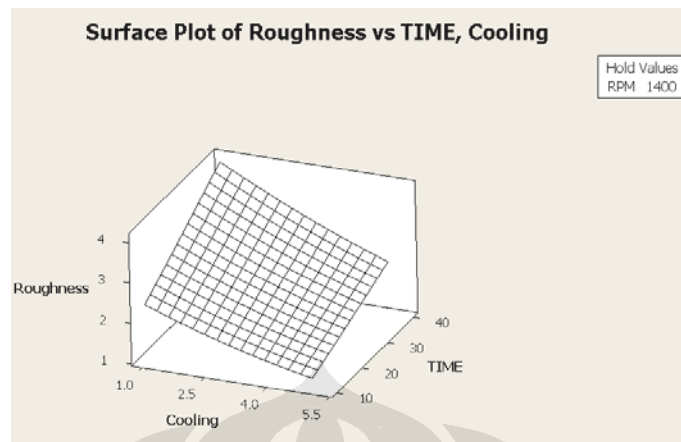 Surface Plot of Roughness vs TIME, Cooling
Hold Values
RPM 1400
4
3
Roughness
2
1
1.0
2.5
4.0
5.5
Cooling
10
20
30
40
TIME